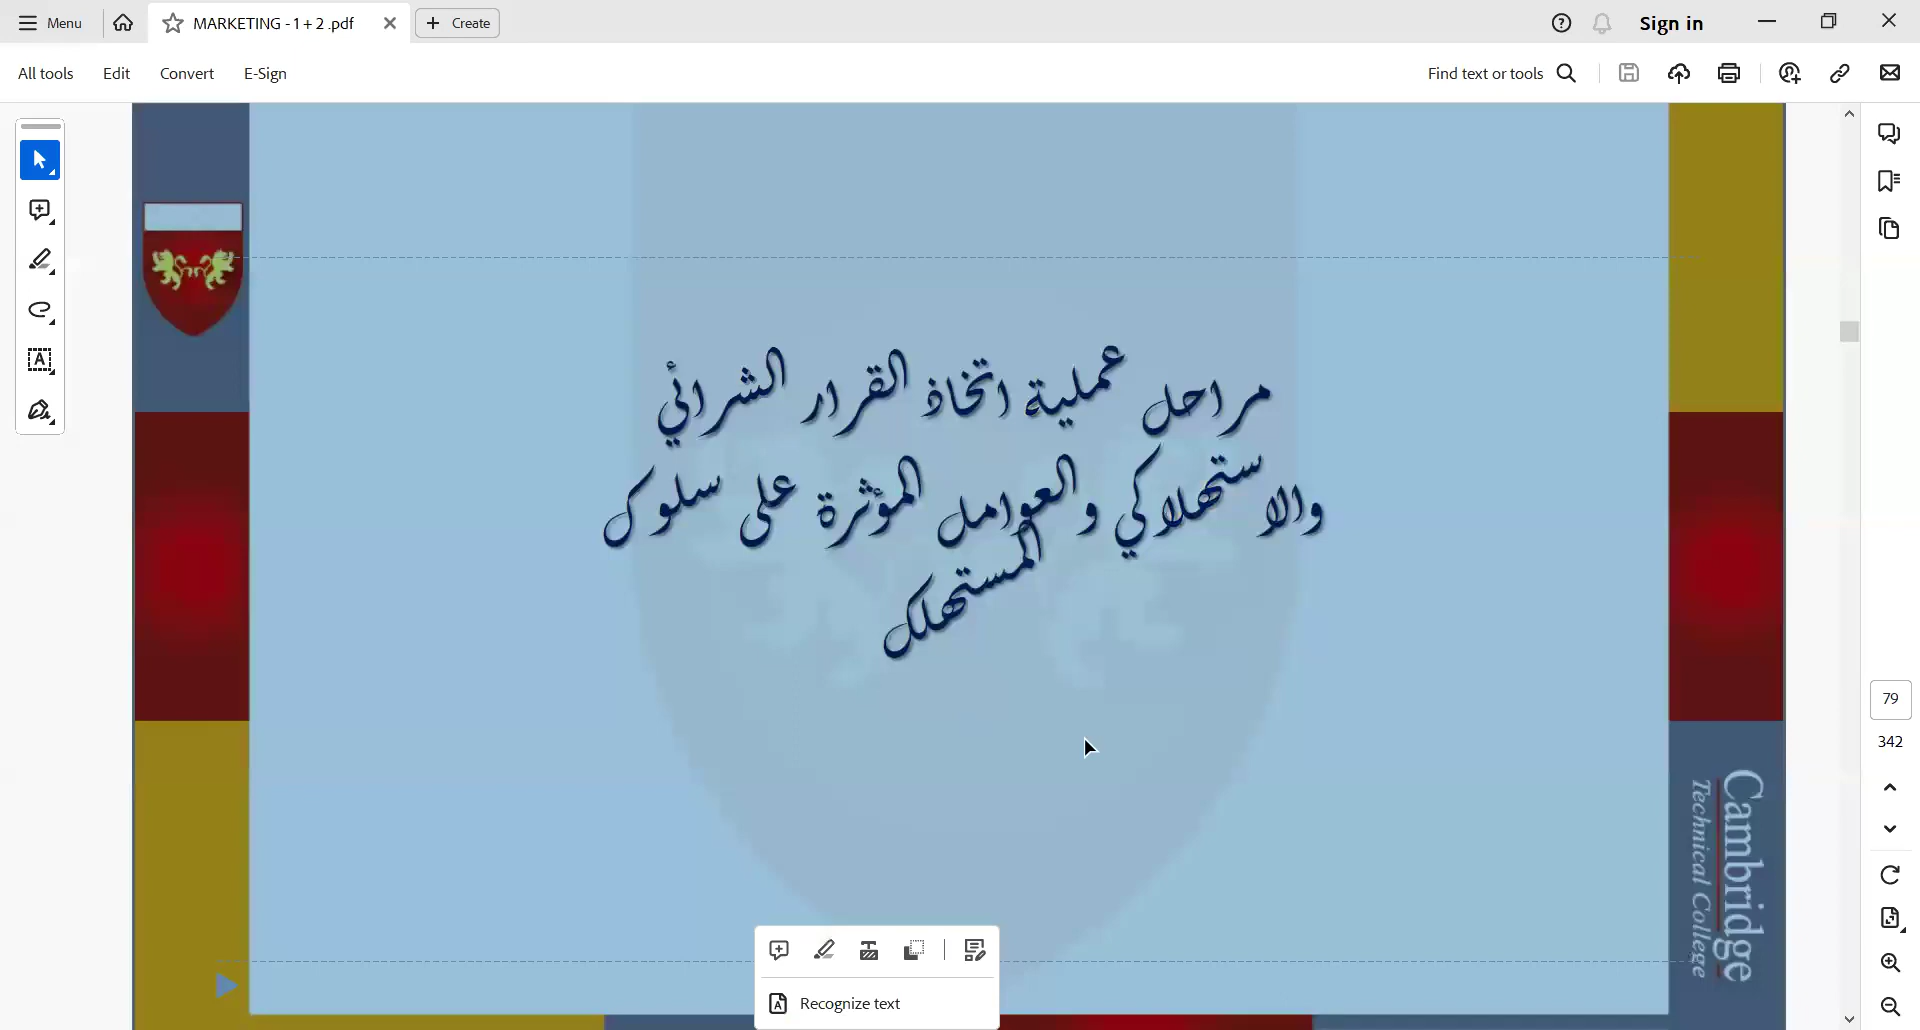 Menu
MARKETING - 1 + 2 .pdf
Create
Sign in
All tools
Edit
Convert
E-Sign
Find text or tools
مراحل عملية اتخاذ القرار الشرائي
والاستهلاكي والعوامل المؤثرة على سلوك
المستهلك
79
342
Cambridge
Technical College
Recognize text